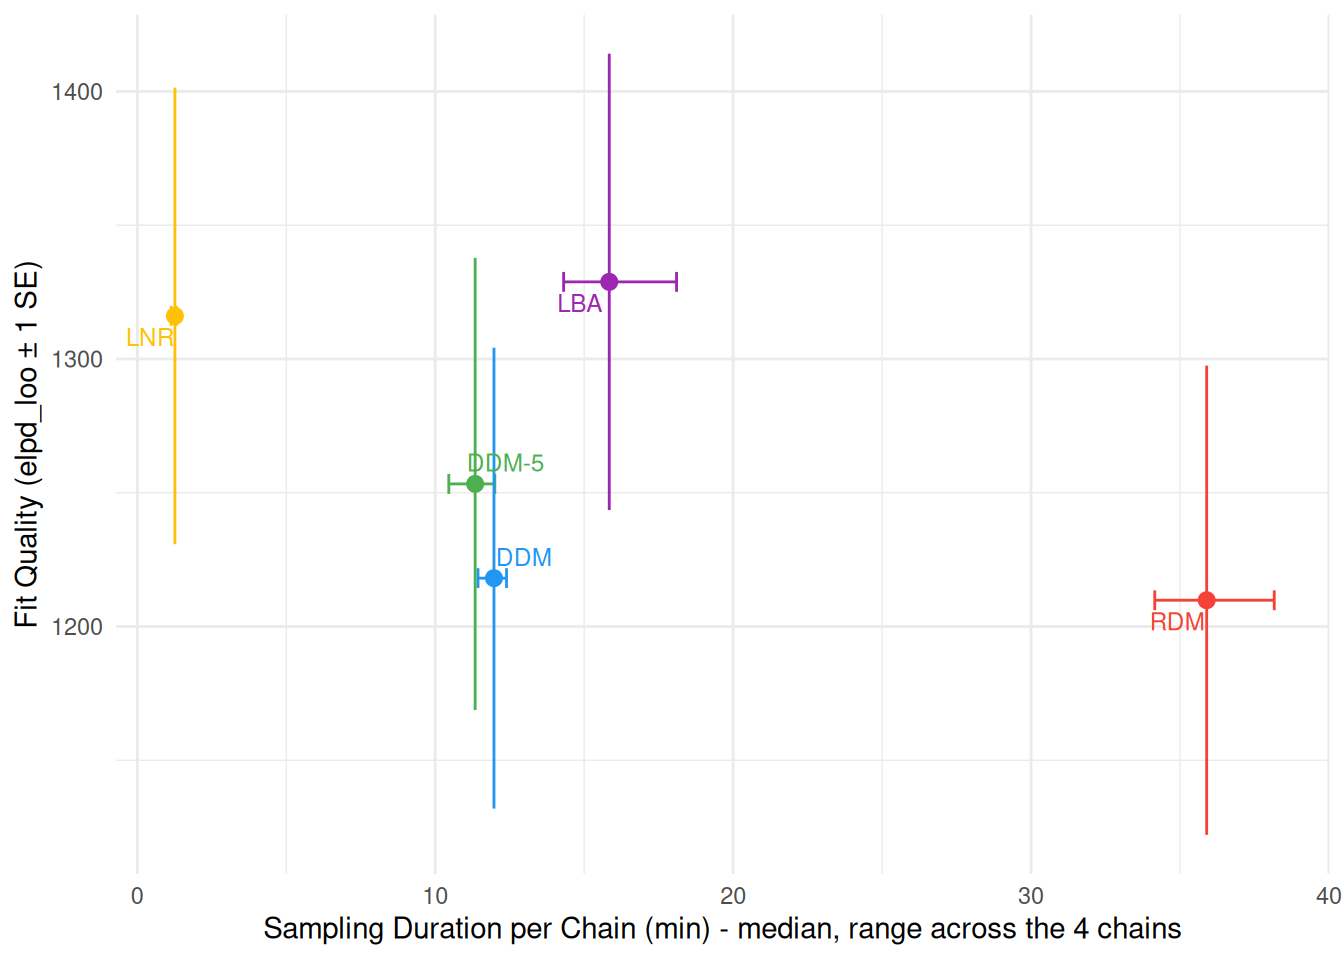 Fit Quality (elpd_loo ± 1 SE)
1400
1300
1200
LNR
LBA
DDM-5
DDM
RDM
0 10 20 30 40
Sampling Duration per Chain (min) - median, range across the 4 chains